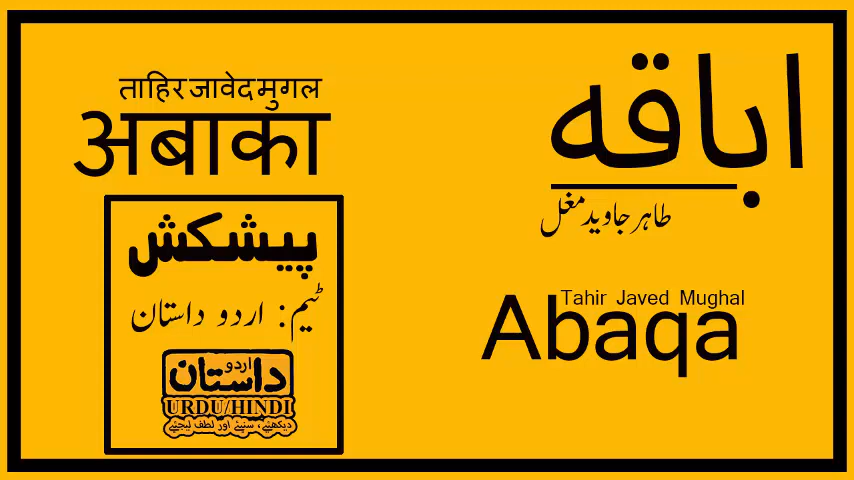 ताहिर जावेद मुगल
अबाका
اباقہ
طاہر جاوید مغل
پیشکش
ٹیم: اردو داستان
اردو
داستان
URDU/HINDI
دیکھئیے، سنیئے اور لطف لیجئیے
Tahir Javed Mughal
Abaqa